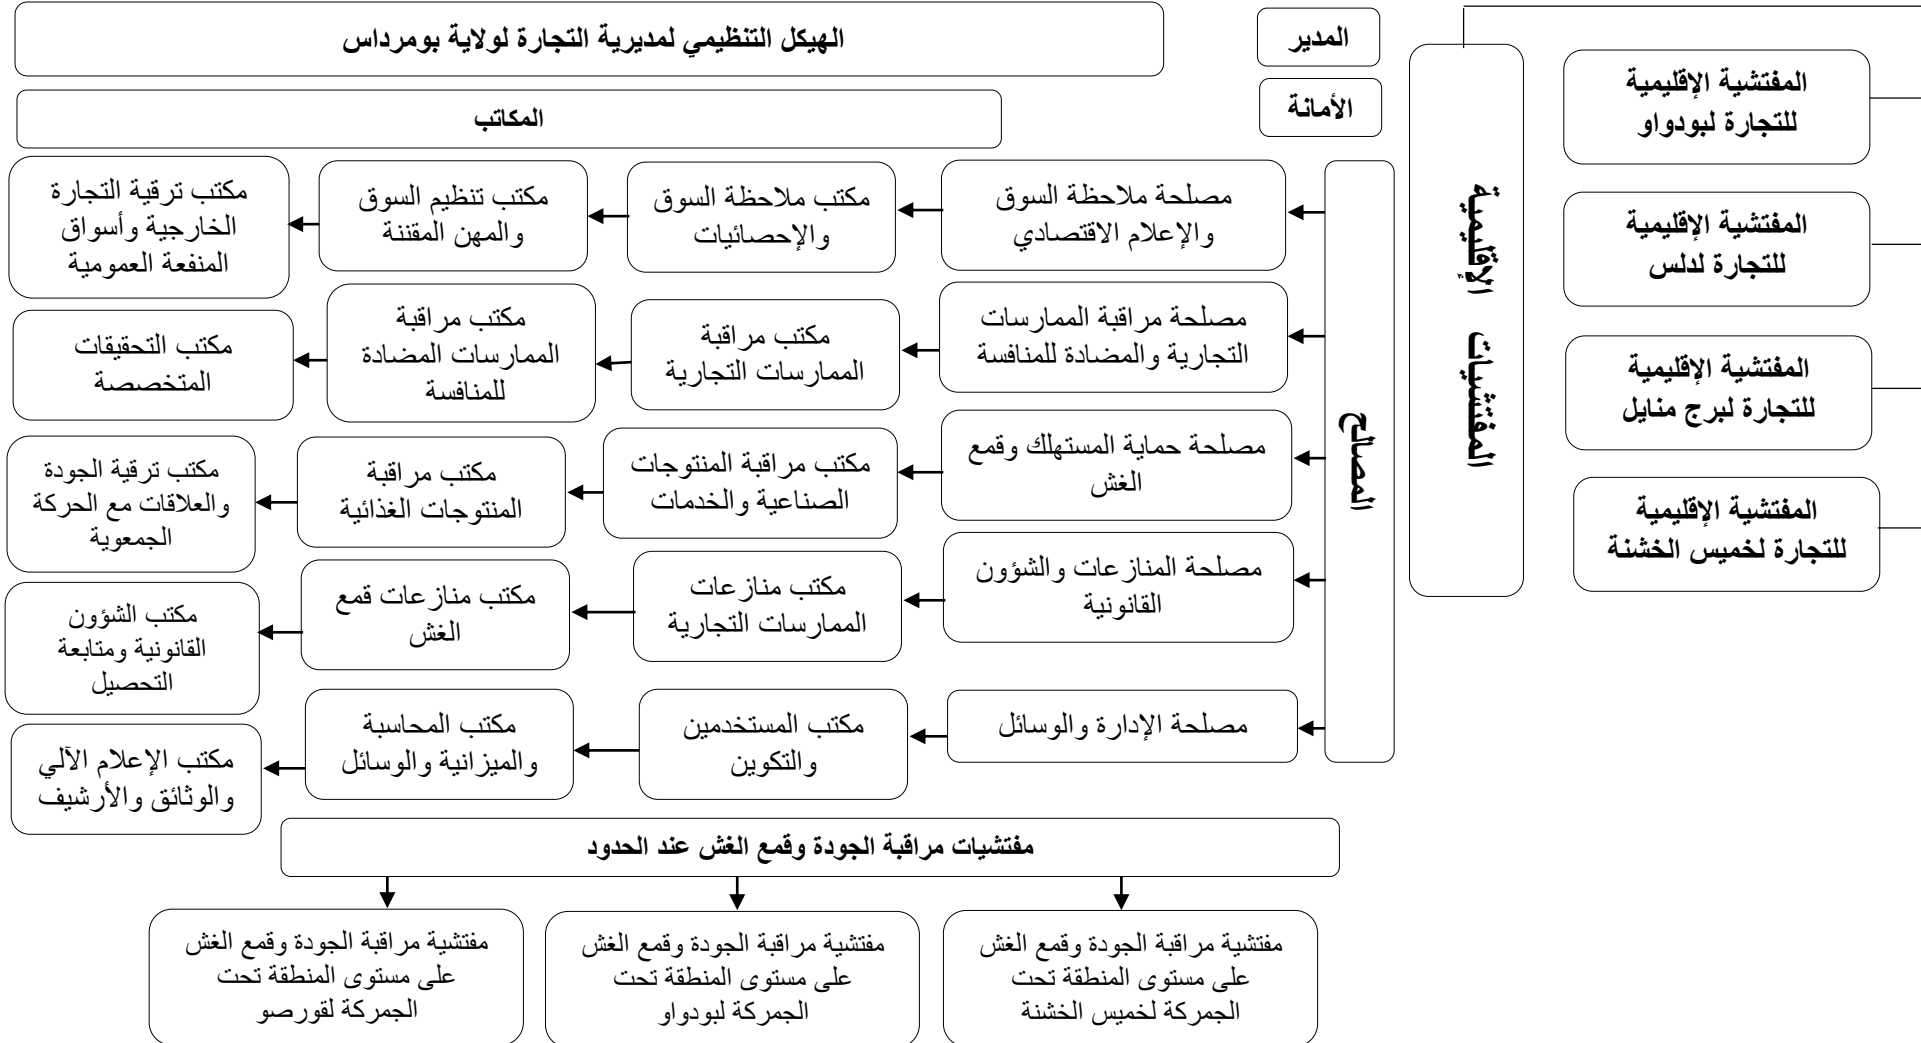 الهيكل التنظيمي لمديرية التجارة لولاية بومرداس
المدير
الأمانة
المكاتب
المفتشيات الإقليمية
المفتشية الإقليمية
للتجارة لبودواو
المفتشية الإقليمية
للتجارة لدلس
المفتشية الإقليمية
للتجارة لبرج منايل
المفتشية الإقليمية
للتجارة لخميس الخشنة
المصالح
مصلحة ملاحظة السوق
والإعلام الاقتصادي
مكتب ملاحظة السوق
والإحصائيات
مكتب تنظيم السوق
والمهن المقننة
مكتب ترقية التجارة
الخارجية وأسواق
المنفعة العمومية
مصلحة مراقبة الممارسات
التجارية والمضادة للمنافسة
مكتب مراقبة
الممارسات التجارية
مكتب مراقبة
الممارسات المضادة
للمنافسة
مكتب التحقيقات
المتخصصة
مصلحة حماية المستهلك وقمع
الغش
مكتب مراقبة المنتوجات
الصناعية والخدمات
مكتب مراقبة
المنتوجات الغذائية
مكتب ترقية الجودة
والعلاقات مع الحركة
الجمعوية
مصلحة المنازعات والشؤون
القانونية
مكتب منازعات
الممارسات التجارية
مكتب منازعات قمع
الغش
مكتب الشؤون
القانونية ومتابعة
التحصيل
مصلحة الإدارة والوسائل
مكتب المستخدمين
والتكوين
مكتب المحاسبة
والميزانية والوسائل
مكتب الإعلام الآلي
والوثائق والأرشيف
مفتشيات مراقبة الجودة وقمع الغش عند الحدود
مفتشية مراقبة الجودة وقمع الغش
على مستوى المنطقة تحت
الجمركة لخميس الخشنة
مفتشية مراقبة الجودة وقمع الغش
على مستوى المنطقة تحت
الجمركة لبودواو
مفتشية مراقبة الجودة وقمع الغش
على مستوى المنطقة تحت
الجمركة لقورصو